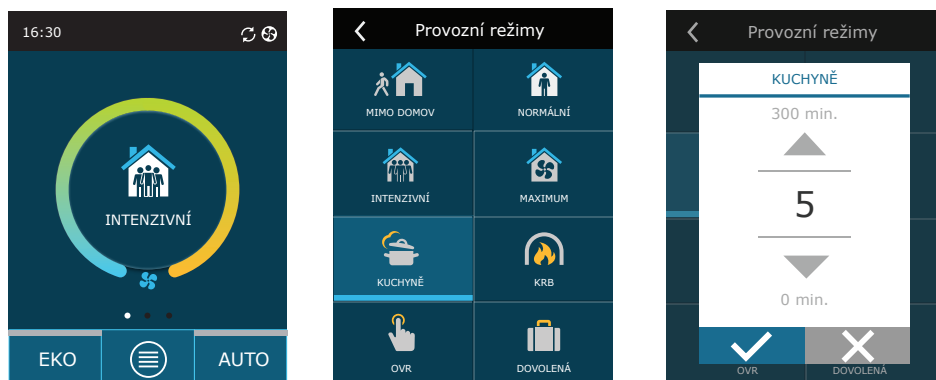 16:30
INTENZIVNÍ
EKO
AUTO
Provozní režimy
MIMO DOMOV
NORMÁLNÍ
INTENZIVNÍ
MAXIMUM
KUCHYNĚ
KRB
OVR
DOVOLENÁ
Provozní režimy
KUCHYNĚ
300 min.
5
0 min.
OVR
DOVOLENÁ